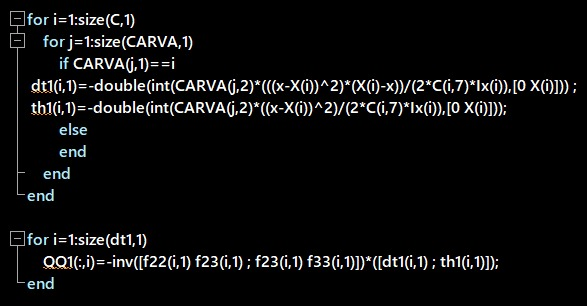 for i=1:size(C,1)
for j=1:size(CARVA,1)
if CARVA(j,1)==i
dt1(i,1)=-double(int(CARVA(j,2)*(((x-X(i))^2)*(X(i)-x))/(2*C(i,7)*Ix(i)),[0 X(i)])) ;
th1(i,1)=-double(int(CARVA(j,2)*((x-X(i))^2)/(2*C(i,7)*Ix(i)),[0 X(i)]));
else
end
end
end
for i=1:size(dt1,1)
QQ1(:,i)=-inv([f22(i,1) f23(i,1) ; f23(i,1) f33(i,1)])*([dt1(i,1) ; th1(i,1)]);
end